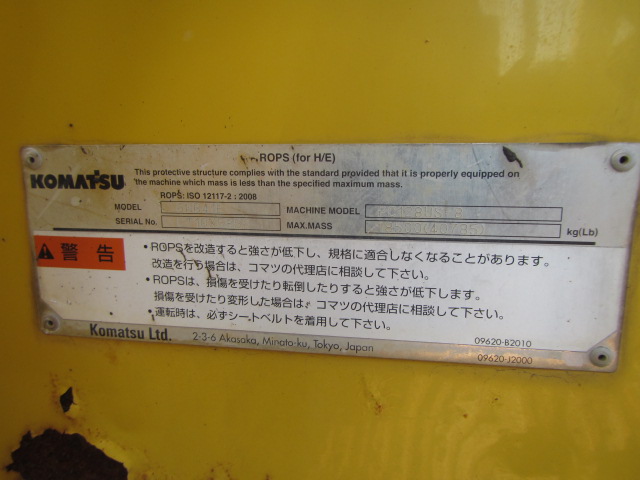 ROPS (for H/E)
KOMATSU
This protective structure complies with the standard provided that it is properly equipped on
the machine which mass is less than the specified maximum mass.
ROPS: ISO 12117-2 : 2008
MODEL
MACHINE MODEL
SERIAL No.
MAX.MASS
kg(Lb)
警告
・ROPSを改造すると強さが低下し、規格に適合しなくなることがあります。
改造を行う場合は、コマツの代理店に相談して下さい。
・ROPSは、損傷を受けたり転倒したりすると強さが低下します。
損傷を受けたり変形した場合は、コマツの代理店に相談して下さい。
・運転時は、必ずシートベルトを着用して下さい。
Komatsu Ltd.
2-3-6 Akasaka, Minato-ku, Tokyo, Japan
09620-B2010
09620-J2000